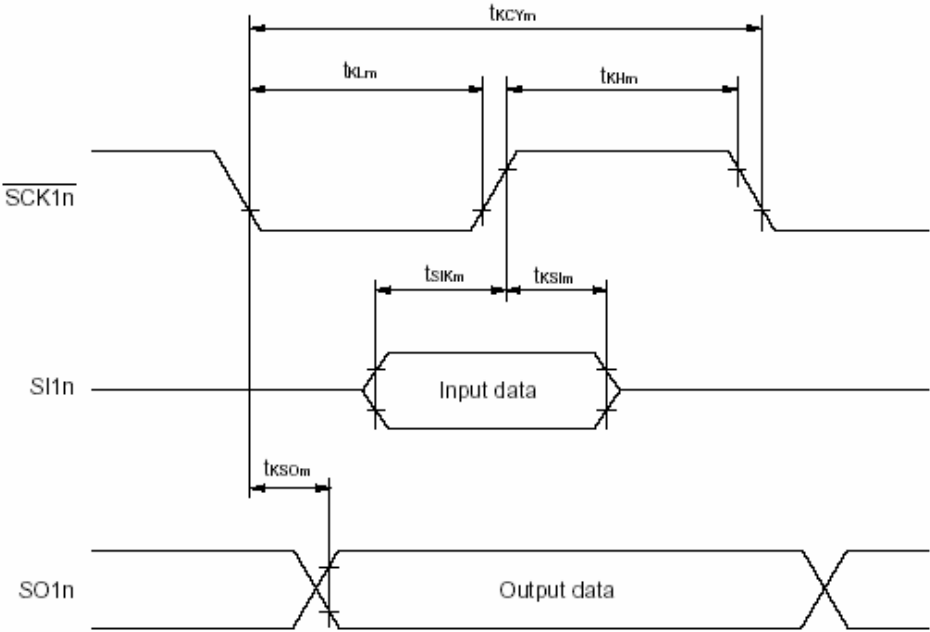 tKCYm
tKLm
tKHm
SCK1n
tSIKm
tKSIm
SI1n
Input data
tKSOm
SO1n
Output data